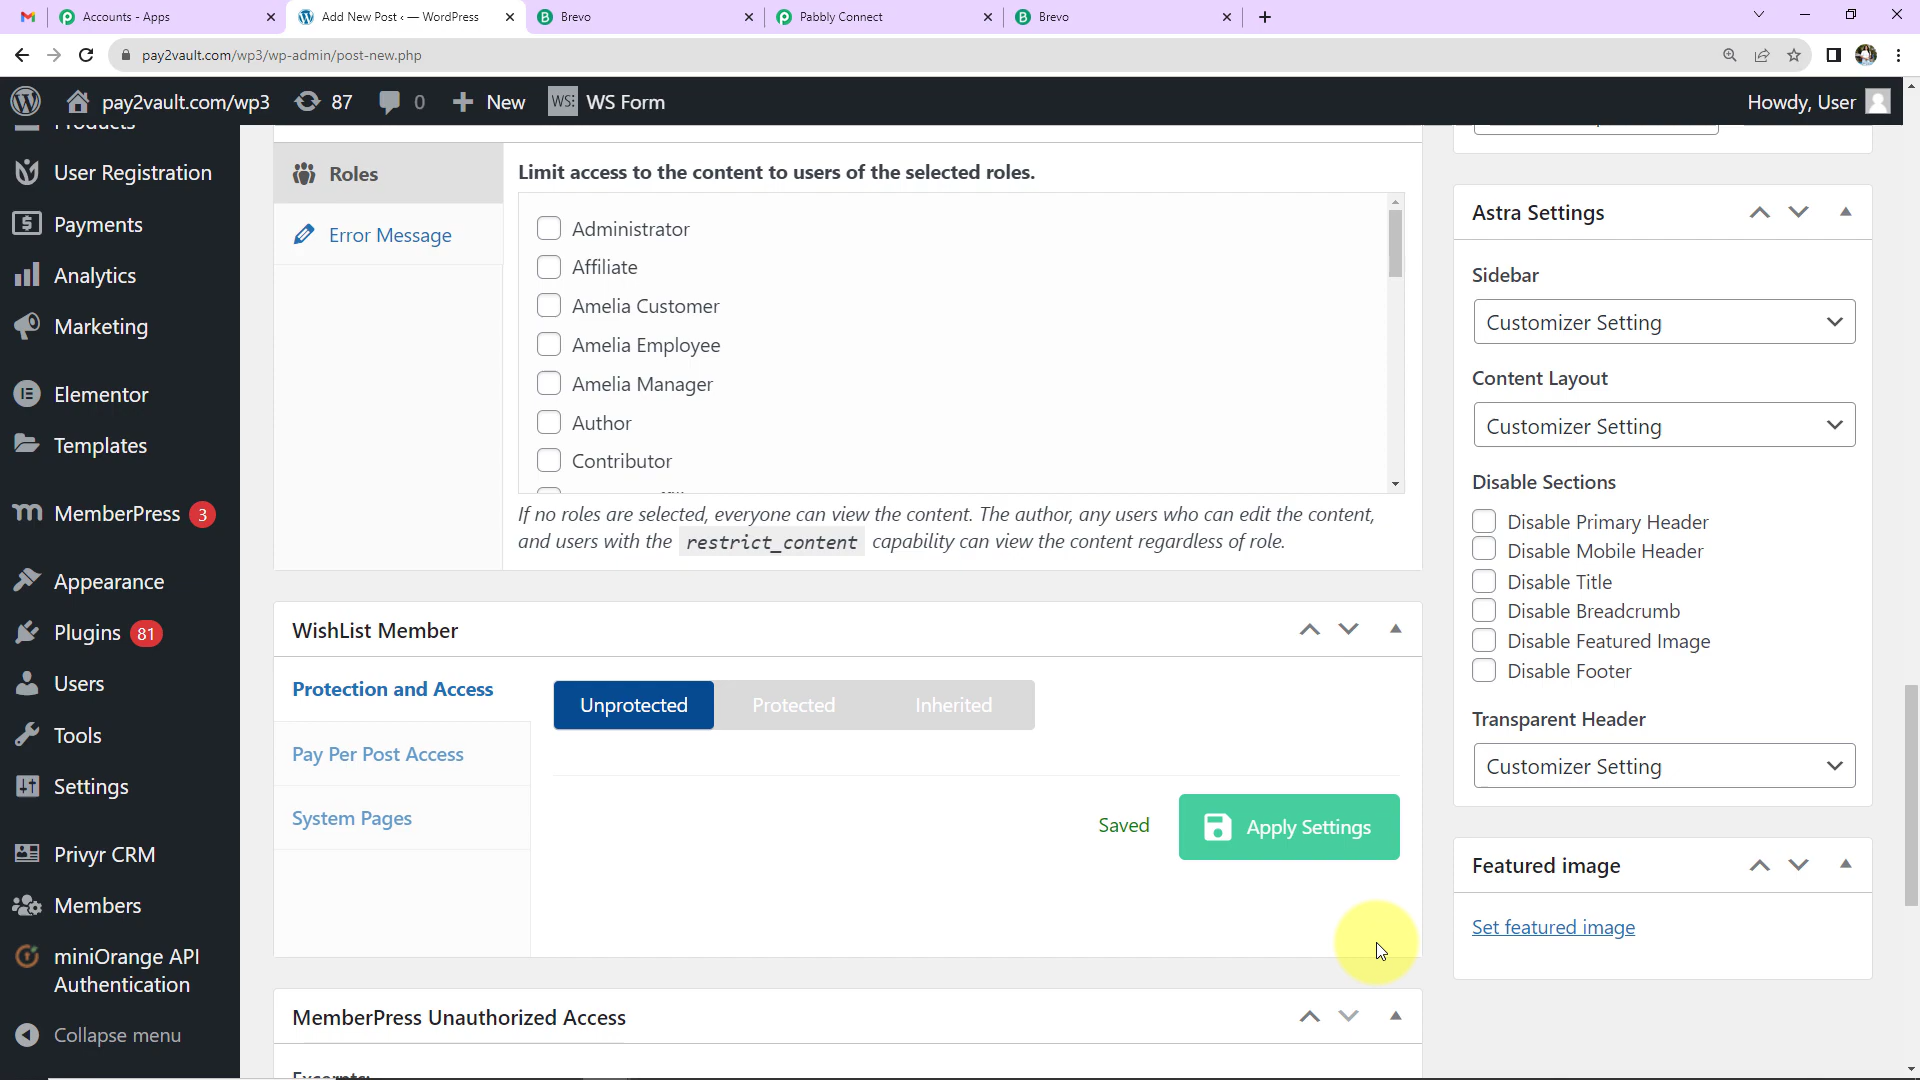 Accounts - Apps
Add New Post ‹ — WordPress
Brevo
Pabbly Connect
Brevo
pay2vault.com/wp3/wp-admin/post-new.php
pay2vault.com/wp3
87
0
New
WS Form
Howdy, User
Products
User Registration
Payments
Analytics
Marketing
Elementor
Templates
MemberPress 3
Appearance
Plugins 81
Users
Tools
Settings
Privyr CRM
Members
miniOrange API
Authentication
Collapse menu
Roles
Error Message
Limit access to the content to users of the selected roles.
Administrator
Affiliate
Amelia Customer
Amelia Employee
Amelia Manager
Author
Contributor
If no roles are selected, everyone can view the content. The author, any users who can edit the content,
and users with the restrict_content capability can view the content regardless of role.
WishList Member
Protection and Access
Pay Per Post Access
System Pages
Unprotected
Protected
Inherited
Saved
Apply Settings
MemberPress Unauthorized Access
Excerpts:
Astra Settings
Sidebar
Customizer Setting
Content Layout
Customizer Setting
Disable Sections
Disable Primary Header
Disable Mobile Header
Disable Title
Disable Breadcrumb
Disable Featured Image
Disable Footer
Transparent Header
Customizer Setting
Featured image
Set featured image